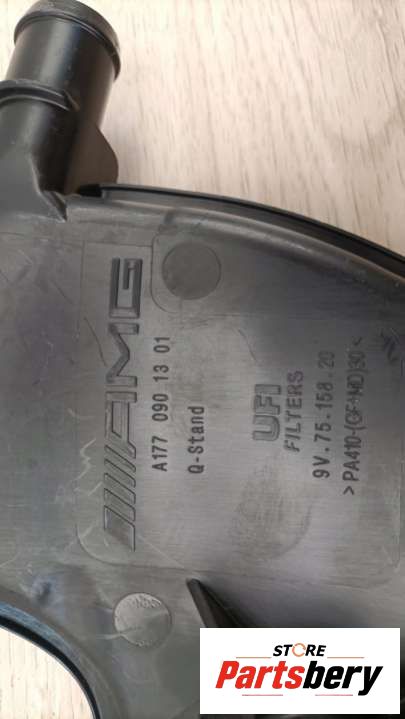 AMG
A177 090 13 01
Q-Stand
UFI
FILTERS
9V.75-158.20
>PA410-(GF+MD)30<
STORE
Partsbery